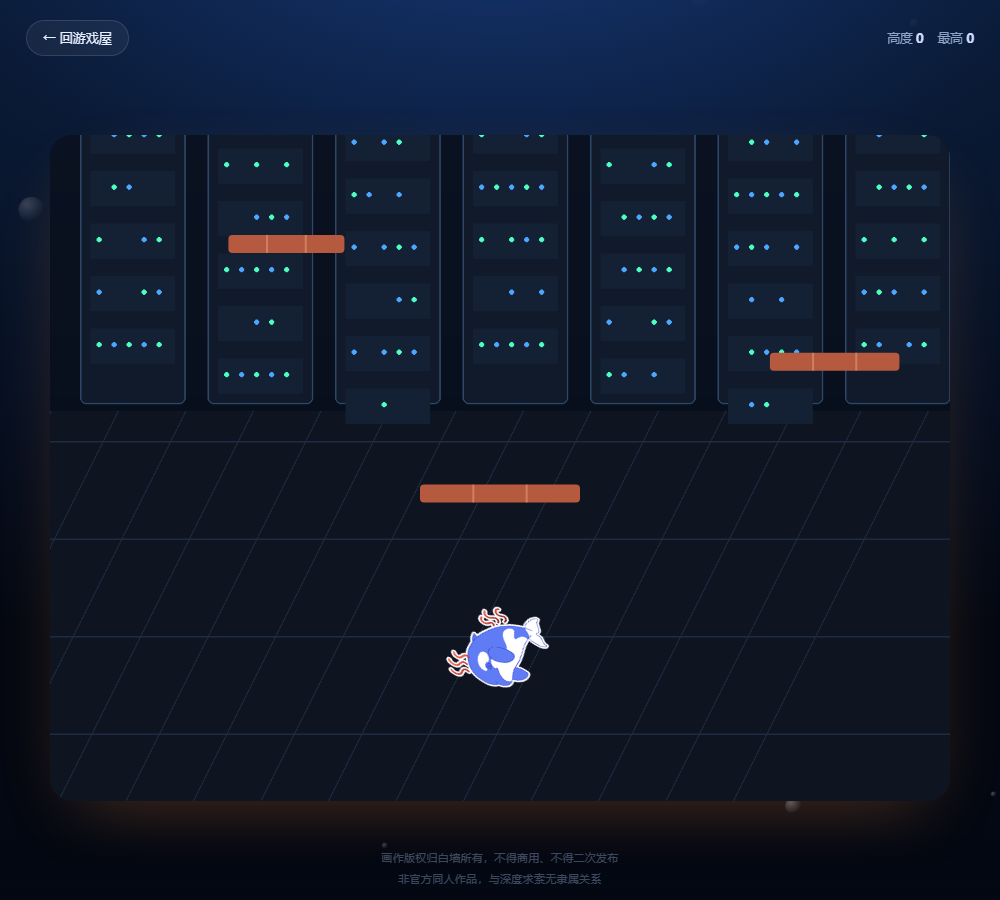 ← 回游戏屋
高度 0 最高 0
画作版权归白墙所有，不得商用、不得二次发布
非官方同人作品，与深度求索无隶属关系